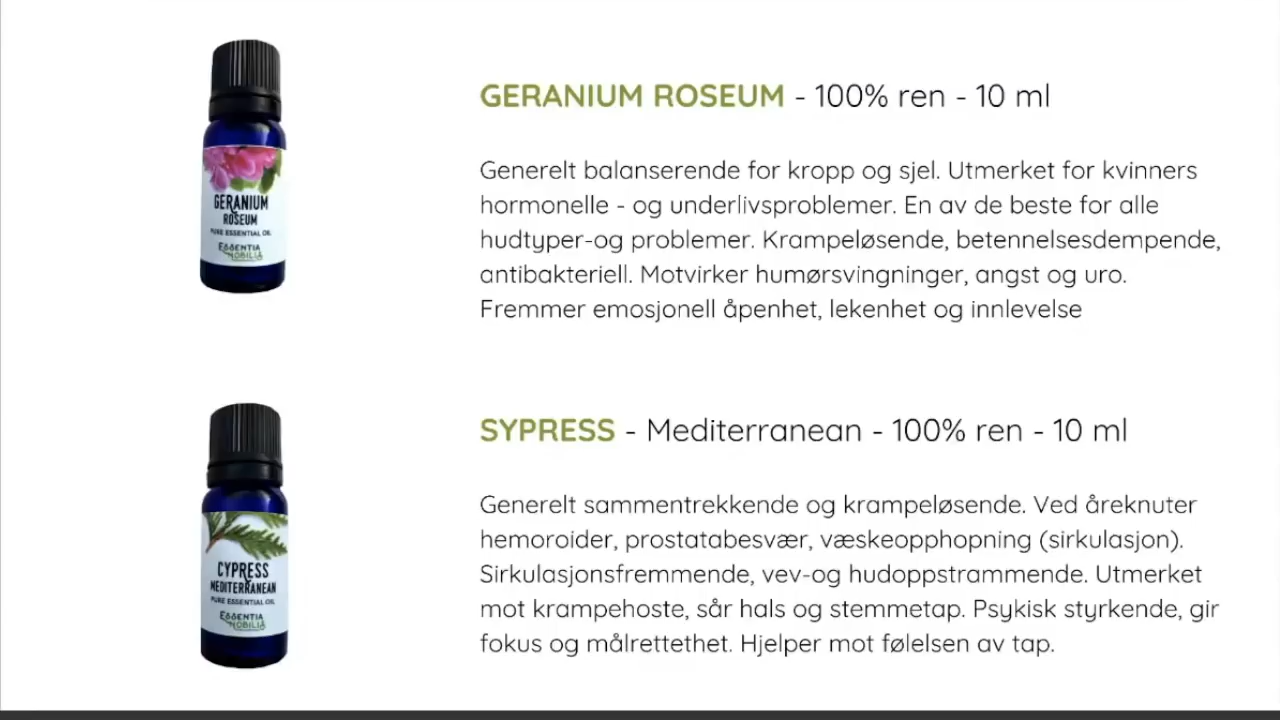 GERANIUM ROSEUM - 100% ren - 10 ml
Generelt balanserende for kropp og sjel. Utmerket for kvinners
hormonelle - og underlivsproblemer. En av de beste for alle
hudtyper-og problemer. Krampeløsende, betennelsesdempende,
antibakteriell. Motvirker humørsvingninger, angst og uro.
Fremmer emosjonell åpenhet, lekenhet og innlevelse
GERANIUM
ROSEUM
PURE ESSENTIAL OIL
ESSENTIA
NOBILIA
SYPRESS - Mediterranean - 100% ren - 10 ml
Generelt sammentrekkende og krampeløsende. Ved åreknuter
hemoroider, prostatabesvær, væskeopphopning (sirkulasjon).
Sirkulasjonsfremmende, vev-og hudoppstrammende. Utmerket
mot krampehoste, sår hals og stemmetap. Psykisk styrkende, gir
fokus og målrettethet. Hjelper mot følelsen av tap.
CYPRESS
MEDITERRANEAN
PURE ESSENTIAL OIL
ESSENTIA
NOBILIA